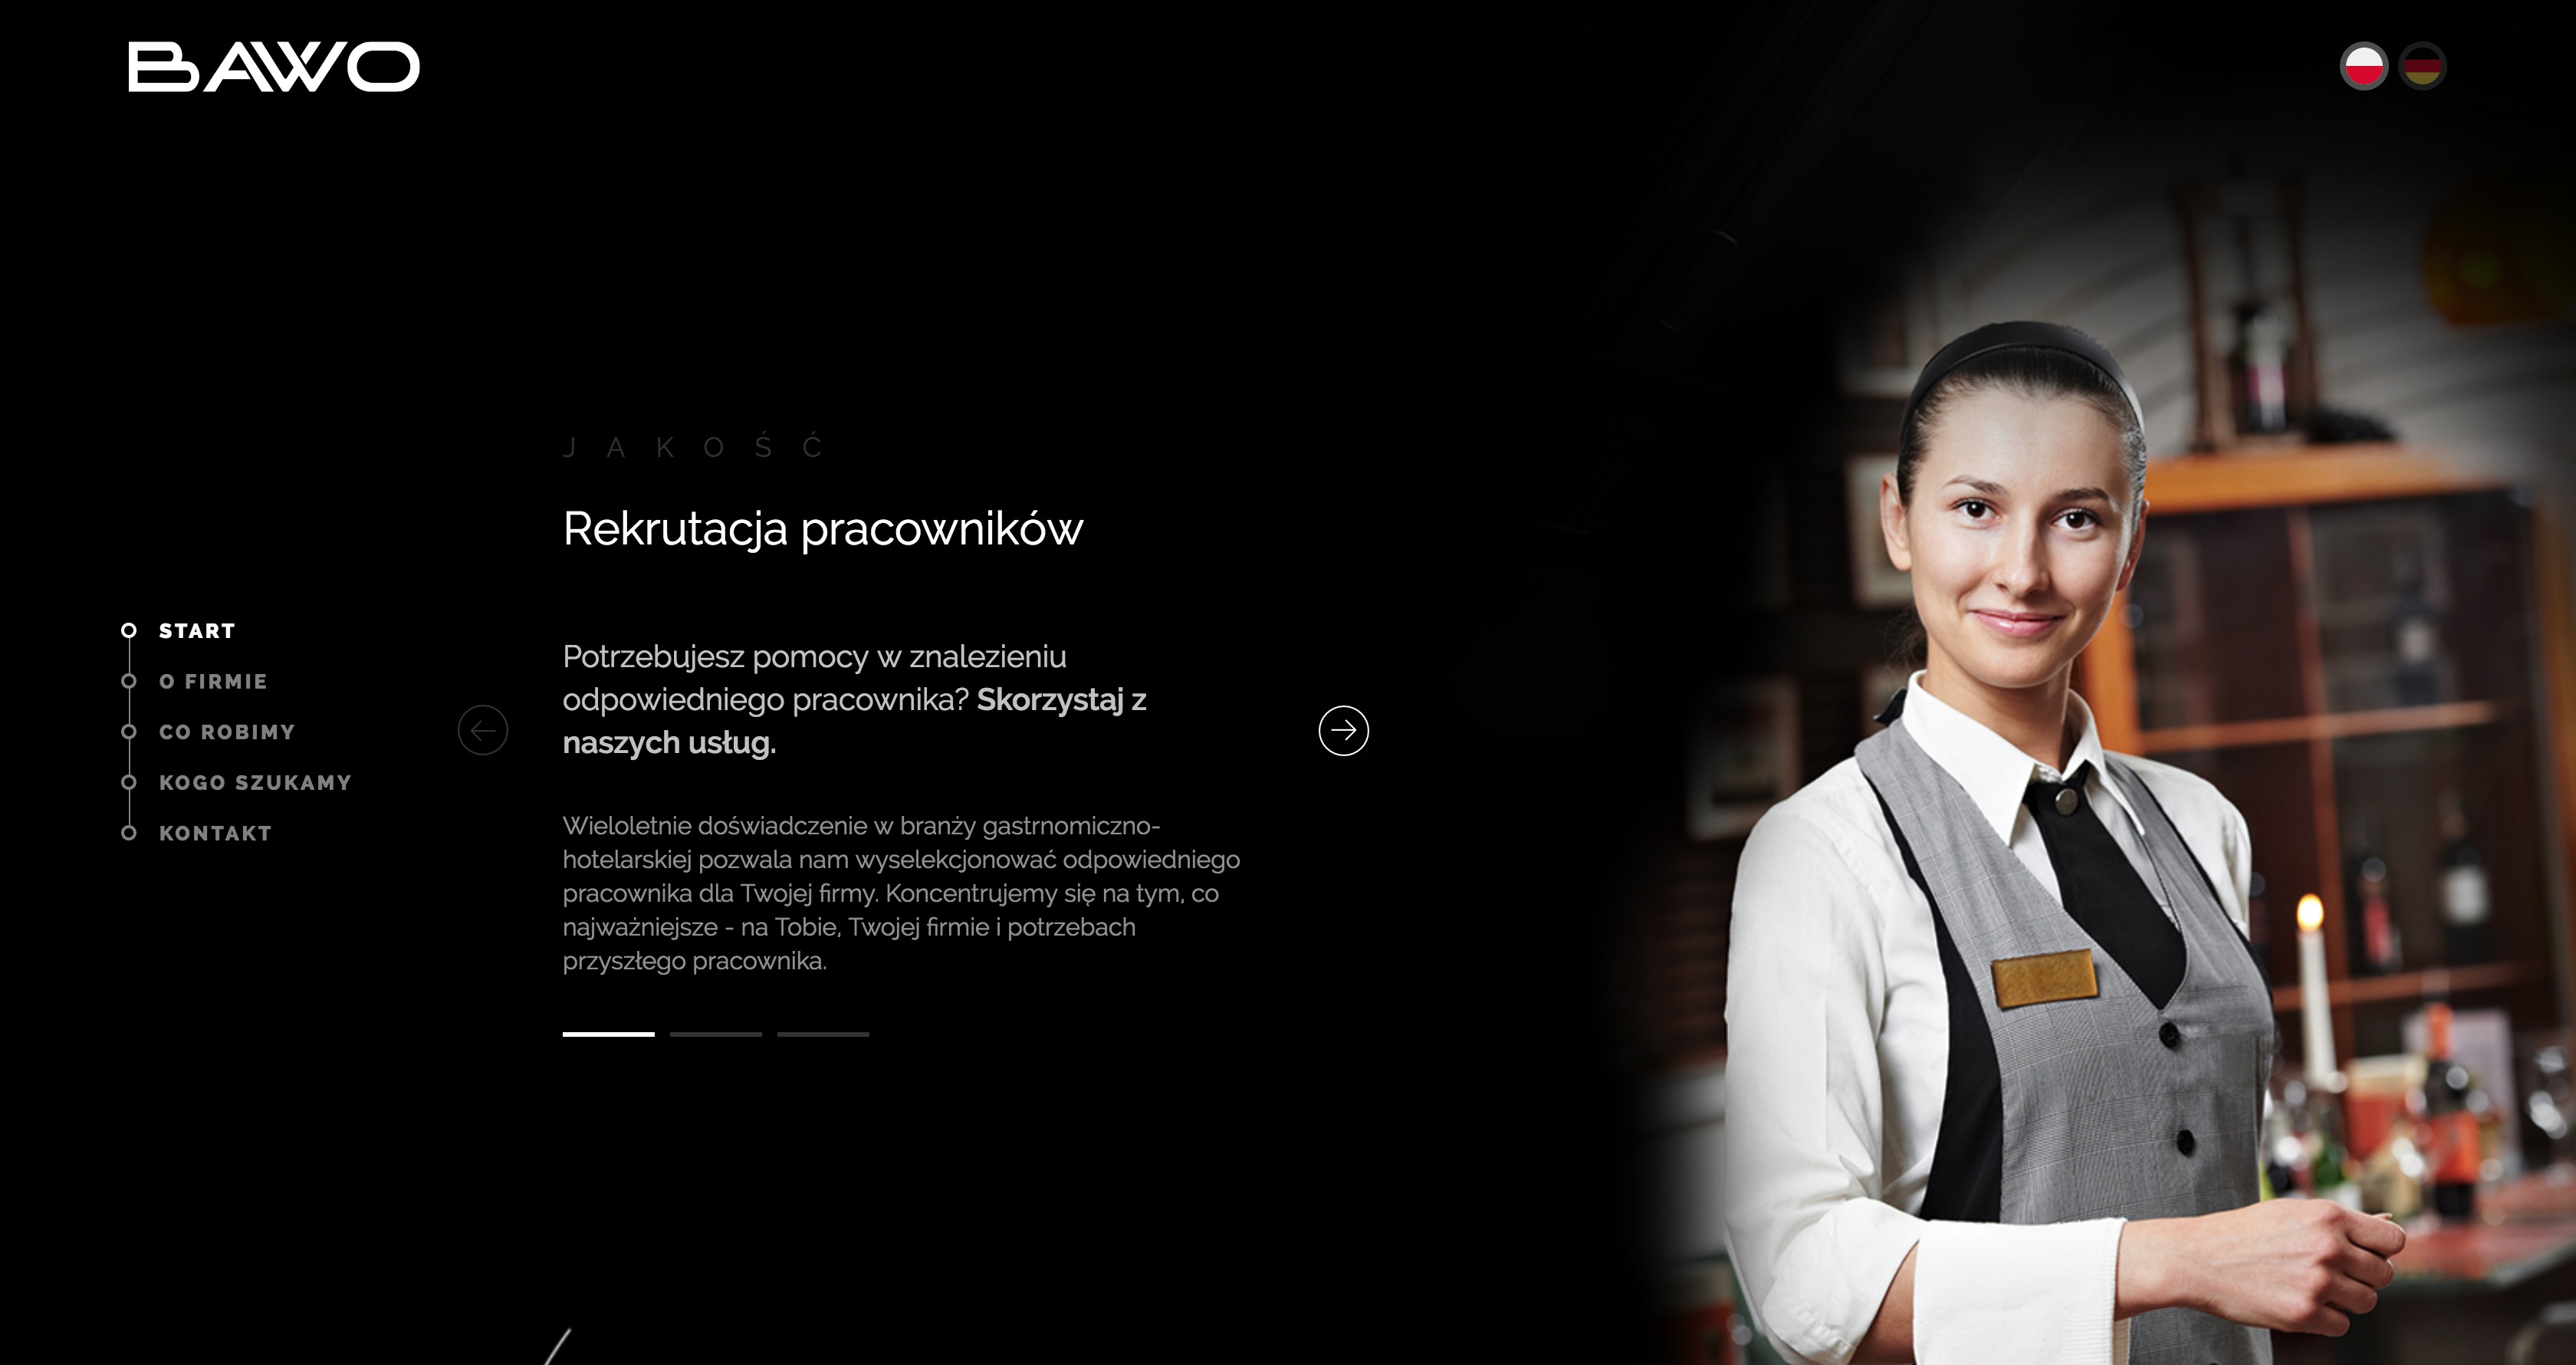 BAWO
JAKOŚĆ
Rekrutacja pracowników
START
O FIRMIE
CO ROBIMY
KOGO SZUKAMY
KONTAKT
Potrzebujesz pomocy w znalezieniu
odpowiedniego pracownika? Skorzystaj z
naszych usług.
Wieloletnie doświadczenie w branży gastrnomiczno-
hotelarskiej pozwala nam wyselekcjonować odpowiedniego
pracownika dla Twojej firmy. Koncentrujemy się na tym, co
najważniejsze - na Tobie, Twojej firmie i potrzebach
przyszłego pracownika.